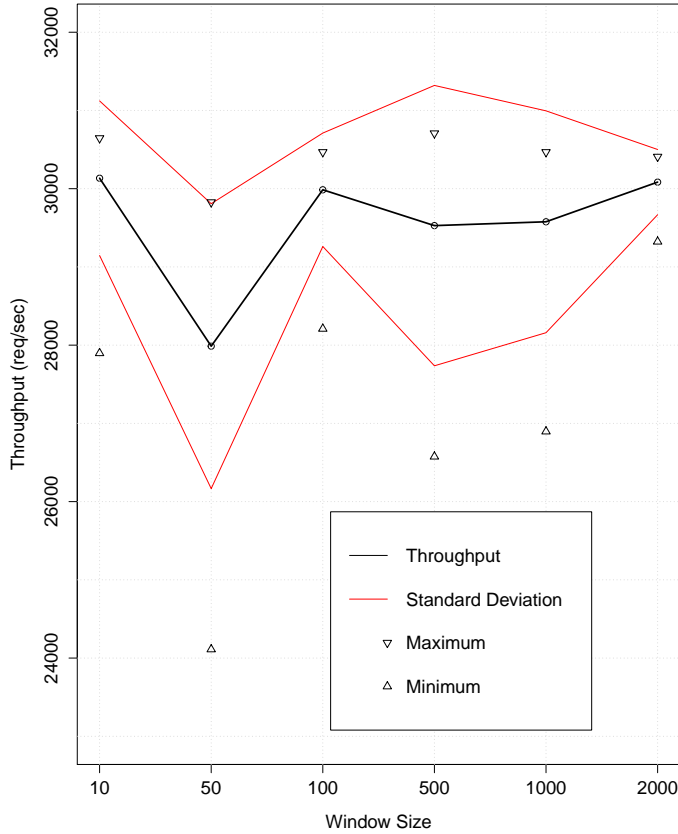 32000
30000
28000
26000
24000
Throughput (req/sec)
Throughput
Standard Deviation
Maximum
Minimum
10 50 100 500 1000 2000
Window Size